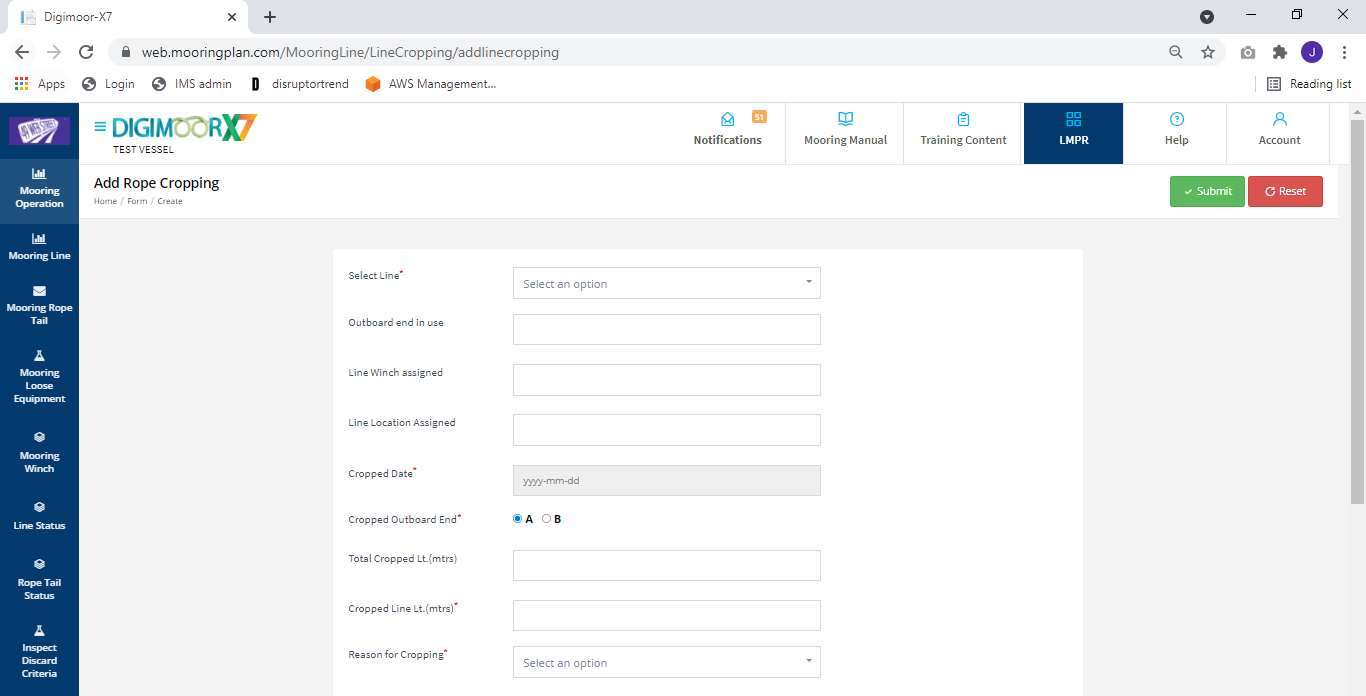 Digimoor-X7
web.mooringplan.com/MooringLine/LineCropping/addlinecropping
J
Apps
Login
IMS admin
D
disruptortrend
AWS Management...
Reading list
49 WEB STREET
DIGIMOORX7
TEST VESSEL
51
Notifications
Mooring Manual
Training Content
LMPR
Help
Account
Mooring
Operation
Mooring Line
Mooring Rope
Tail
Mooring
Loose
Equipment
Mooring
Winch
Line Status
Rope Tail
Status
Inspect
Discard
Criteria
Add Rope Cropping
Home / Form / Create
Submit
Reset
Select Line*
Select an option
Outboard end in use
Line Winch assigned
Line Location Assigned
Cropped Date*
yyyy-mm-dd
Cropped Outboard End*
A B
Total Cropped Lt.(mtrs)
Cropped Line Lt.(mtrs)*
Reason for Cropping*
Select an option